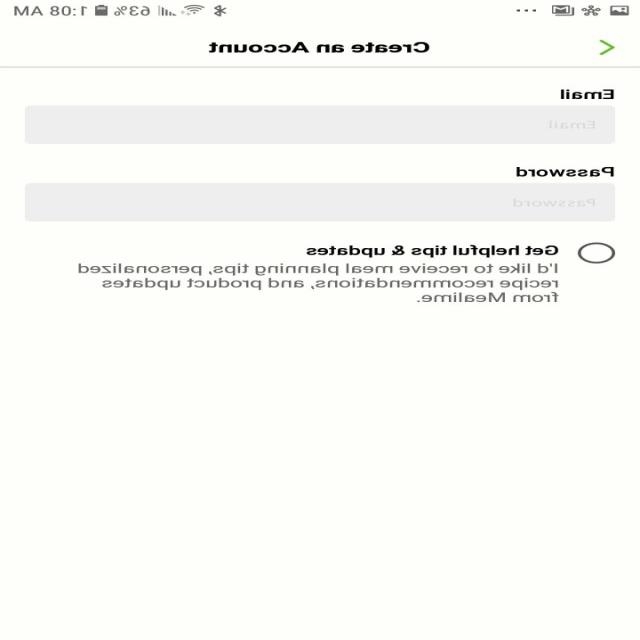 63% 1:08 AM
Create an Account
Email
Email
Password
Password
Get helpful tips & updates
I'd like to receive meal planning tips, personalized
recipe recommendations, and product updates
from Mealime.